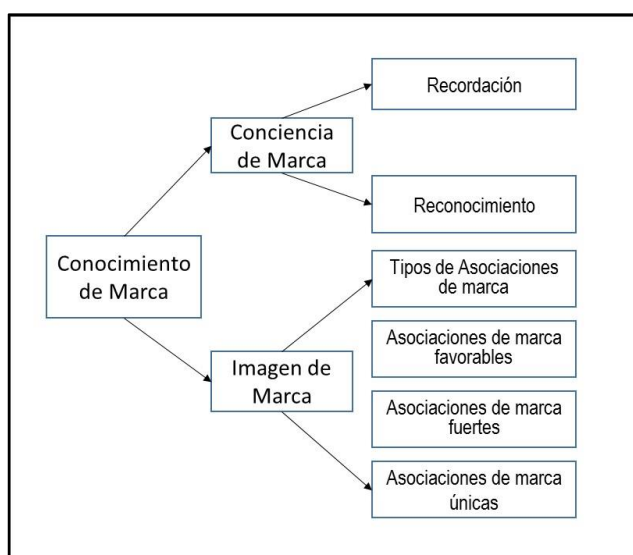 Recordación
Conciencia
de Marca
Reconocimiento
Conocimiento
de Marca
Tipos de Asociaciones
de marca
Asociaciones de marca
favorables
Imagen de
Marca
Asociaciones de marca
fuertes
Asociaciones de marca
únicas